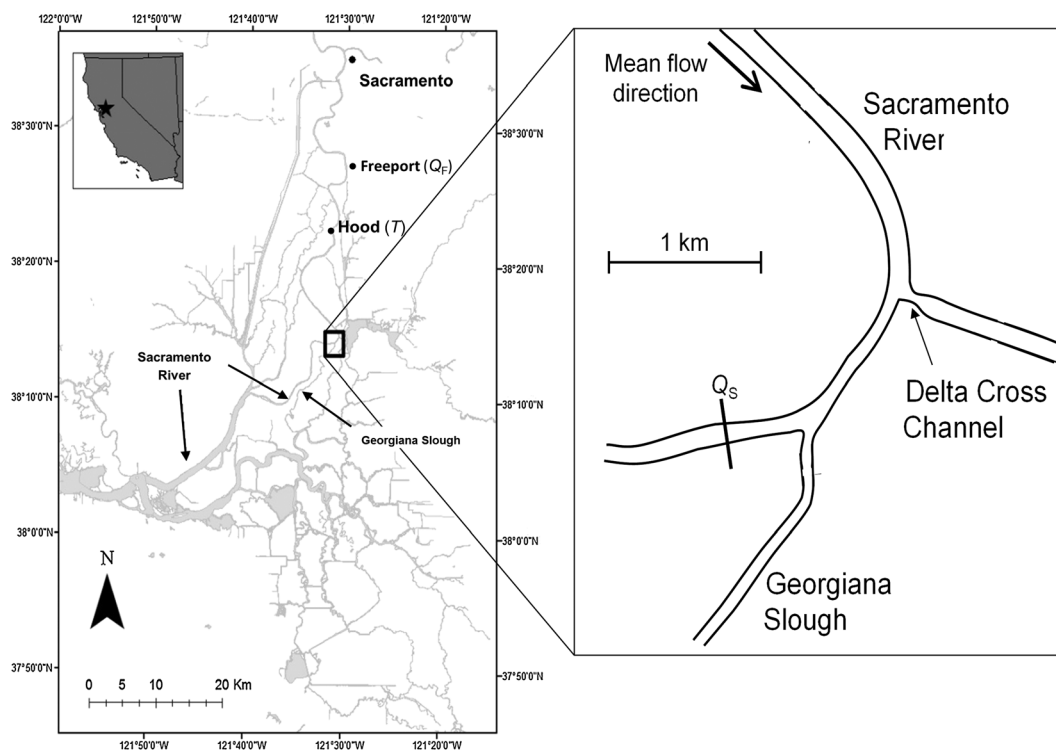 122°0'0"W
121°50'0"W
121°40'0"W
121°30'0"W
121°20'0"W
Sacramento
38°30'0"N
38°30'0"N
Freeport (QF)
Hood (T)
38°20'0"N
38°20'0"N
Sacramento
River
38°10'0"N
38°10'0"N
Georgiana Slough
38°0'0"N
38°0'0"N
N
37°50'0"N
37°50'0"N
0 5 10 20 Km
121°50'0"W
121°40'0"W
121°30'0"W
121°20'0"W
Mean flow
direction
Sacramento
River
1 km
QS
Delta Cross
Channel
Georgiana
Slough